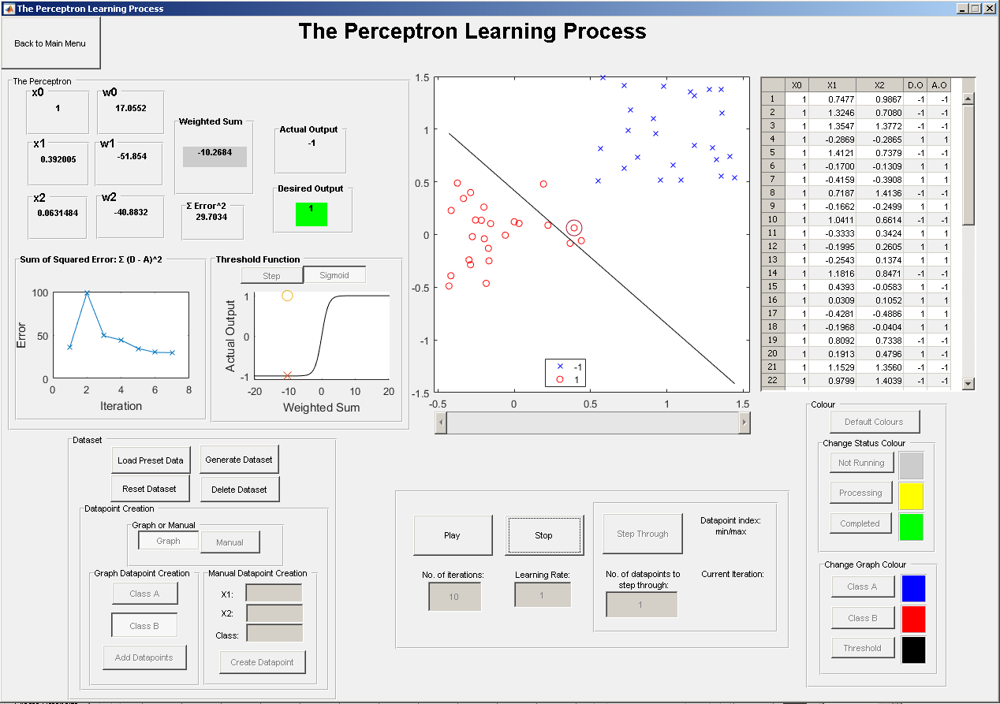 The Perceptron Learning Process
Back to Main Menu
The Perceptron Learning Process
The Perceptron
x0
1
w0
17.0552
x1
0.392005
w1
-51.854
x2
0.0631484
w2
-40.8832
Weighted Sum
-10.2684
Σ Error^2
29.7034
Actual Output
-1
Desired Output
1
Sum of Squared Error: Σ (D - A)^2
100
50
0
Error
0 2 4 6 8
Iteration
Threshold Function
Step Sigmoid
1
0
-1
Actual Output
-20 -10 0 10 20
Weighted Sum
1.5
1
0.5
0
-0.5
-1
-1.5
-0.5 0 0.5 1 1.5
-1
1
X0 X1 X2 D.O A.O
1 1 0.7477 0.9867 -1 -1
2 1 1.3246 0.7080 -1 -1
3 1 1.3547 1.3772 -1 -1
4 1 -0.2869 -0.2865 1 1
5 1 1.4121 0.7379 -1 -1
6 1 -0.1700 -0.1309 1 1
7 1 -0.4159 -0.3908 1 1
8 1 0.7187 1.4136 -1 -1
9 1 -0.1662 -0.2499 1 1
10 1 1.0411 0.6614 -1 -1
11 1 -0.3333 0.3424 1 1
12 1 -0.1995 0.2605 1 1
13 1 -0.2543 0.1374 1 1
14 1 1.1816 0.8471 -1 -1
15 1 0.4393 -0.0583 1 -1
16 1 0.0309 0.1052 1 1
17 1 -0.4281 -0.4886 1 1
18 1 -0.1968 -0.0404 1 1
19 1 0.8092 0.7338 -1 -1
20 1 0.1913 0.4796 1 -1
21 1 1.1529 1.3560 -1 -1
22 1 0.9799 1.4039 -1 -1
Dataset
Load Preset Data Generate Dataset
Reset Dataset Delete Dataset
Datapoint Creation
Graph or Manual
Graph Manual
Graph Datapoint Creation
Class A
Class B
Add Datapoints
Manual Datapoint Creation
X1:
X2:
Class:
Create Datapoint
Play Stop
No. of iterations:
10
Learning Rate:
1
Step Through
Datapoint index:
min/max
No. of datapoints to
step through:
1
Current Iteration:
Colour
Default Colours
Change Status Colour
Not Running
Processing
Completed
Change Graph Colour
Class A
Class B
Threshold